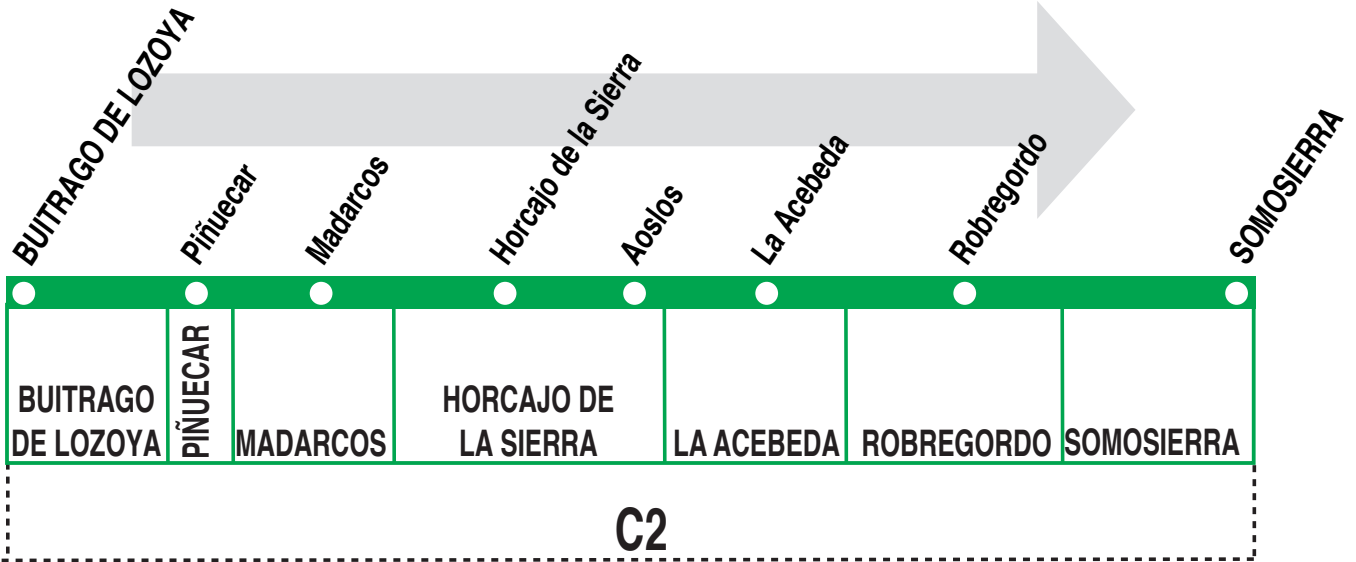 BUITRAGO DE LOZOYA
Piñuecar
Madarcos
Horcajo de la Sierra
Aoslos
La Acebeda
Robregordo
SOMOSIERRA
BUITRAGO
DE LOZOYA
PIÑUECAR
MADARCOS
HORCAJO DE
LA SIERRA
LA ACEBEDA
ROBREGORDO
SOMOSIERRA
C2